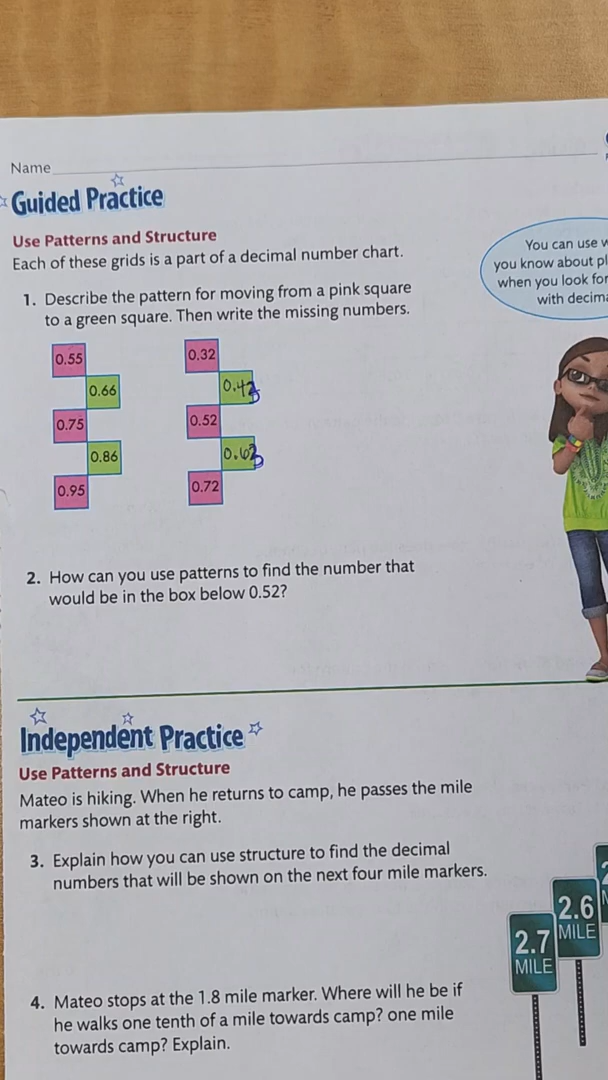 Name
Guided Practice
Use Patterns and Structure
Each of these grids is a part of a decimal number chart.
1. Describe the pattern for moving from a pink square
to a green square. Then write the missing numbers.
0.55
0.66
0.75
0.86
0.95
0.32
0.43
0.52
0.63
0.72
You can use
you know about
when you look for
with
2. How can you use patterns to find the number that
would be in the box below 0.52?
Independent Practice
Use Patterns and Structure
Mateo is hiking. When he returns to camp, he passes the mile
markers shown at the right.
3. Explain how you can use structure to find the decimal
numbers that will be shown on the next four mile markers.
2.6
MILE
2.7
MILE
4. Mateo stops at the 1.8 mile marker. Where will he be if
he walks one tenth of a mile towards camp? one mile
towards camp? Explain.